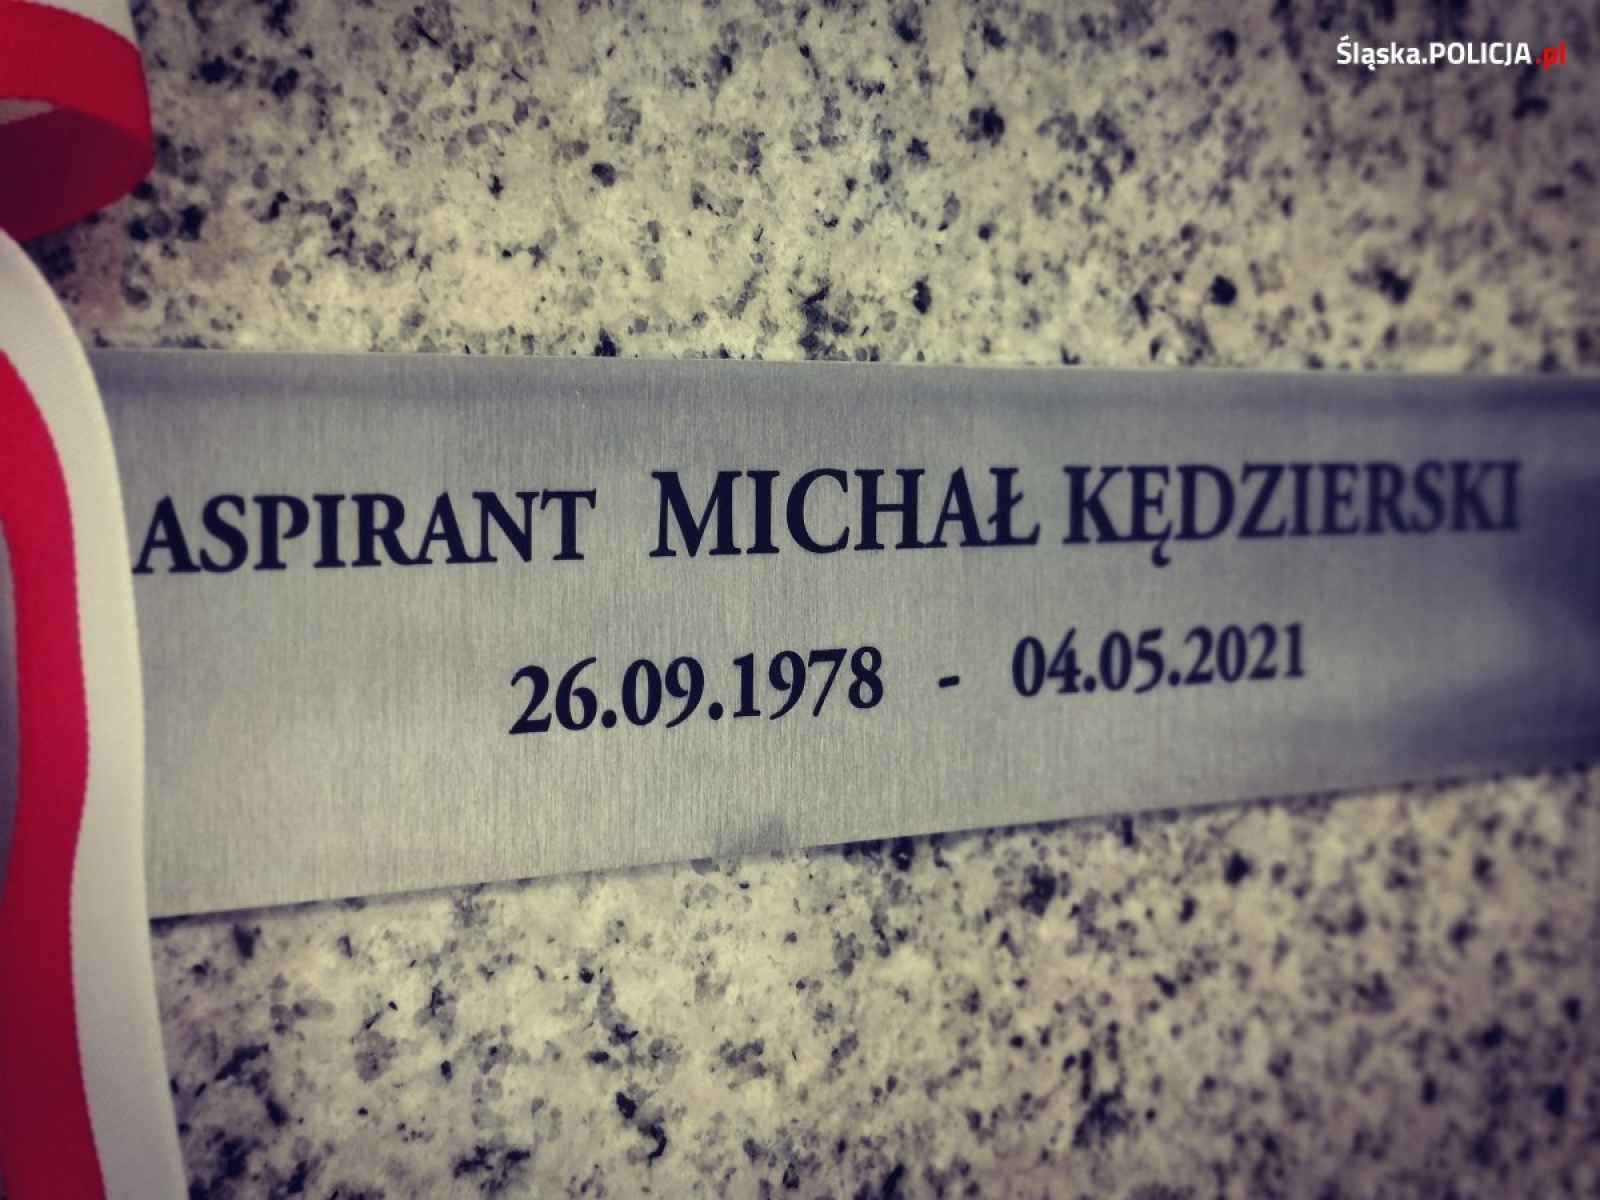 Śląska.POLICJA.pl
ASPIRANT MICHAŁ KĘDZIERSKI
26.09.1978 - 04.05.2021